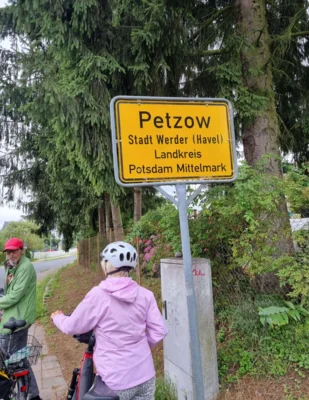 Petzow
Stadt Werder (Havel)
Landkreis
Potsdam Mittelmark